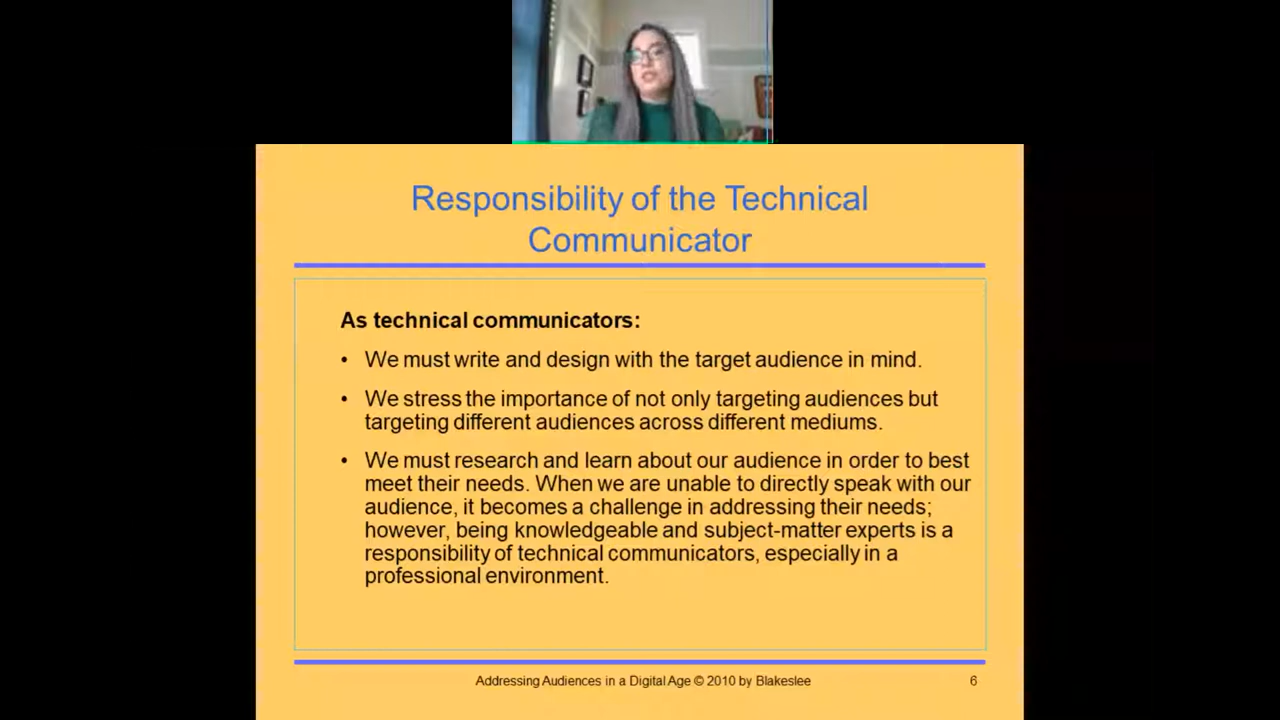 Responsibility of the Technical
Communicator
As technical communicators:
• We must write and design with the target audience in mind.
• We stress the importance of not only targeting audiences but
targeting different audiences across different mediums.
• We must research and learn about our audience in order to best
meet their needs. When we are unable to directly speak with our
audience, it becomes a challenge in addressing their needs;
however, being knowledgeable and subject-matter experts is a
responsibility of technical communicators, especially in a
professional environment.
Addressing Audiences in a Digital Age © 2010 by Blakeslee 6